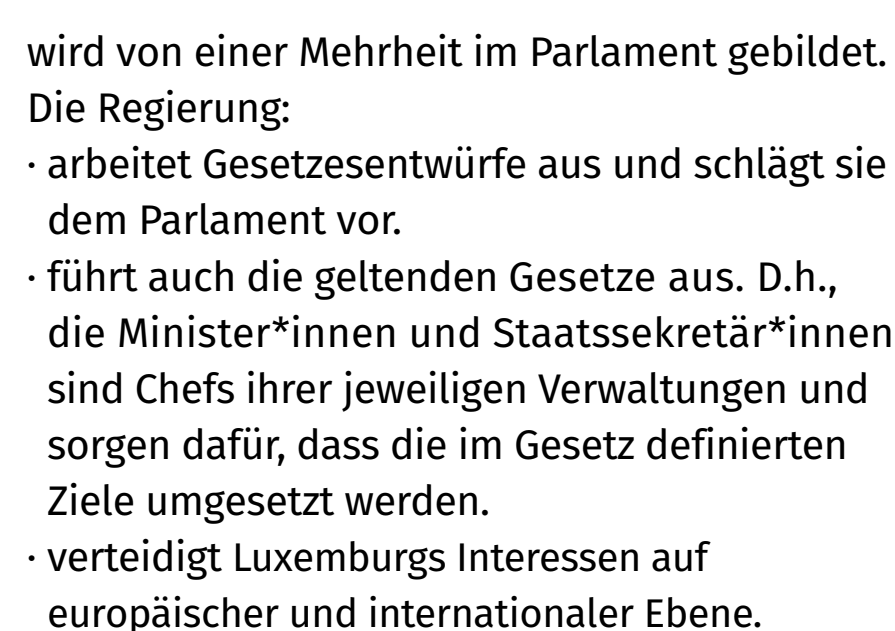 wird von einer Mehrheit im Parlament gebildet.
Die Regierung:
· arbeitet Gesetzesentwürfe aus und schlägt sie
dem Parlament vor.
· führt auch die geltenden Gesetze aus. D.h.,
die Minister*innen und Staatssekretär*innen
sind Chefs ihrer jeweiligen Verwaltungen und
sorgen dafür, dass die im Gesetz definierten
Ziele umgesetzt werden.
· verteidigt Luxemburgs Interessen auf
europäischer und internationaler Ebene.